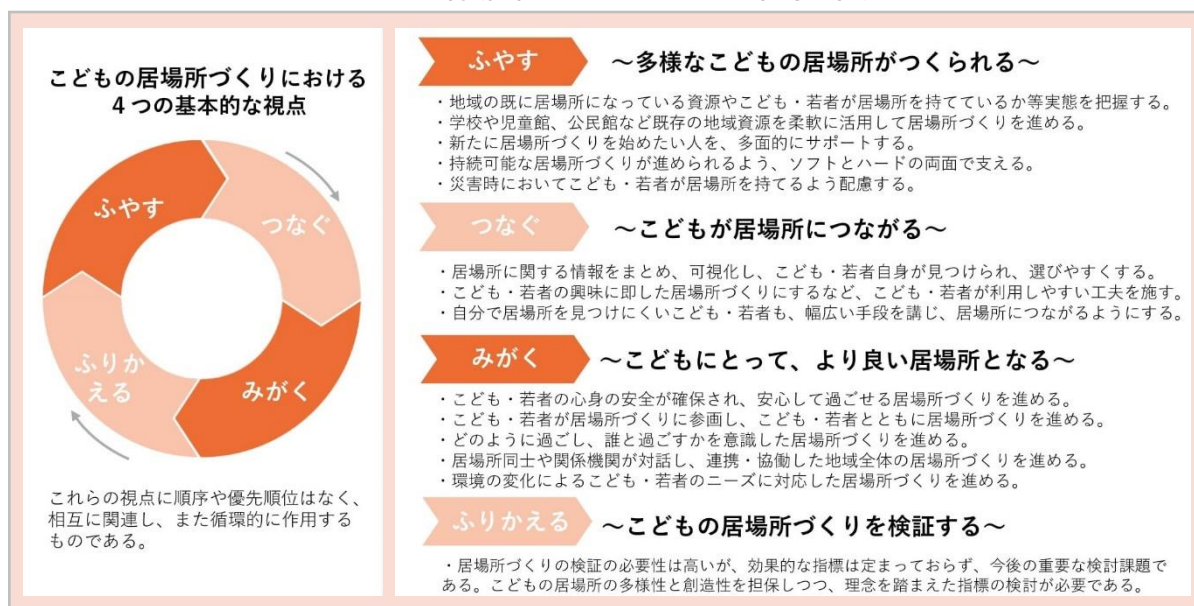 こどもの居場所づくりにおける
4つの基本的な視点
ふやす
つなぐ
みがく
ふりか
える
これらの視点に順序や優先順位はなく、
相互に関連し、また循環的に作用する
ものである。
ふやす ～多様なこどもの居場所がつくられる～
・地域の既に居場所になっている資源やこども・若者が居場所を持てているか等実態を把握する。
・学校や児童館、公民館など既存の地域資源を柔軟に活用して居場所づくりを進める。
・新たに居場所づくりを始めたい人を、多面的にサポートする。
・持続可能な居場所づくりが進められるよう、ソフトとハードの両面で支える。
・災害時においてこども・若者が居場所を持てるよう配慮する。
つなぐ ～こどもが居場所につながる～
・居場所に関する情報をまとめ、可視化し、こども・若者自身が見つけられ、選びやすくする。
・こども・若者の興味に即した居場所づくりにするなど、こども・若者が利用しやすい工夫を施す。
・自分で居場所を見つけにくいこども・若者も、幅広い手段を講じ、居場所につながるようにする。
みがく ～こどもにとって、より良い居場所となる～
・こども・若者の心身の安全が確保され、安心して過ごせる居場所づくりを進める。
・こども・若者が居場所づくりに参画し、こども・若者とともに居場所づくりを進める。
・どのように過ごし、誰と過ごすかを意識した居場所づくりを進める。
・居場所同士や関係機関が対話し、連携・協働した地域全体の居場所づくりを進める。
・環境の変化によるこども・若者のニーズに対応した居場所づくりを進める。
ふりかえる ～こどもの居場所づくりを検証する～
・居場所づくりの検証の必要性は高いが、効果的な指標は定まっておらず、今後の重要な検討課題で
ある。こどもの居場所の多様性と創造性を担保しつつ、理念を踏まえた指標の検討が必要である。